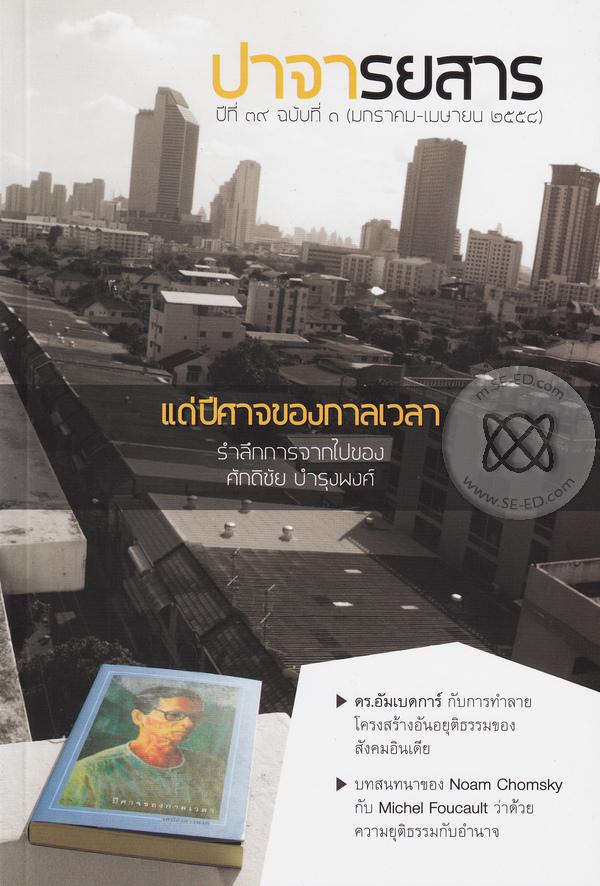 ปาจารยสาร
ปีที่ ๓๙ ฉบับที่ ๑ (มกราคม-เมษายน ๒๕๕๘)
แด่ปีศาจของกาลเวลา
รำลึกการจากไปของ
ศักดิชัย บำรุงพงศ์
m SE-ED.com
www.SE-ED.com
ปีศาจของกาลเวลา
ดร.อัมเบดการ์ กับการทำลาย
โครงสร้างอันอยุติธรรมของ
สังคมอินเดีย
บทสนทนาของ Noam Chomsky
กับ Michel Foucault ว่าด้วย
ความยุติธรรมกับอำนาจ